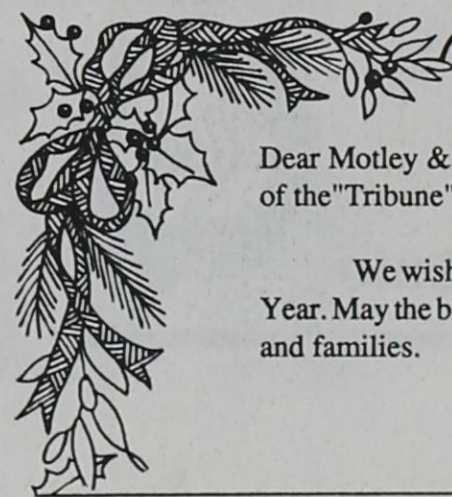 Dear Motley &
of the"Tribune"
We wish
Year. May the b
and families.